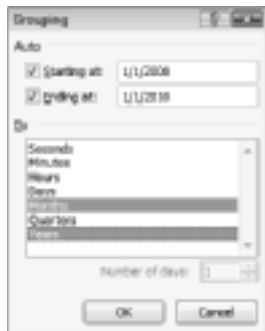 Grouping
Auto
Starting at: 1/1/2008
Ending at: 1/1/2010
By
Seconds
Minutes
Hours
Days
Months
Quarters
Years
Number of days: 1
OK Cancel